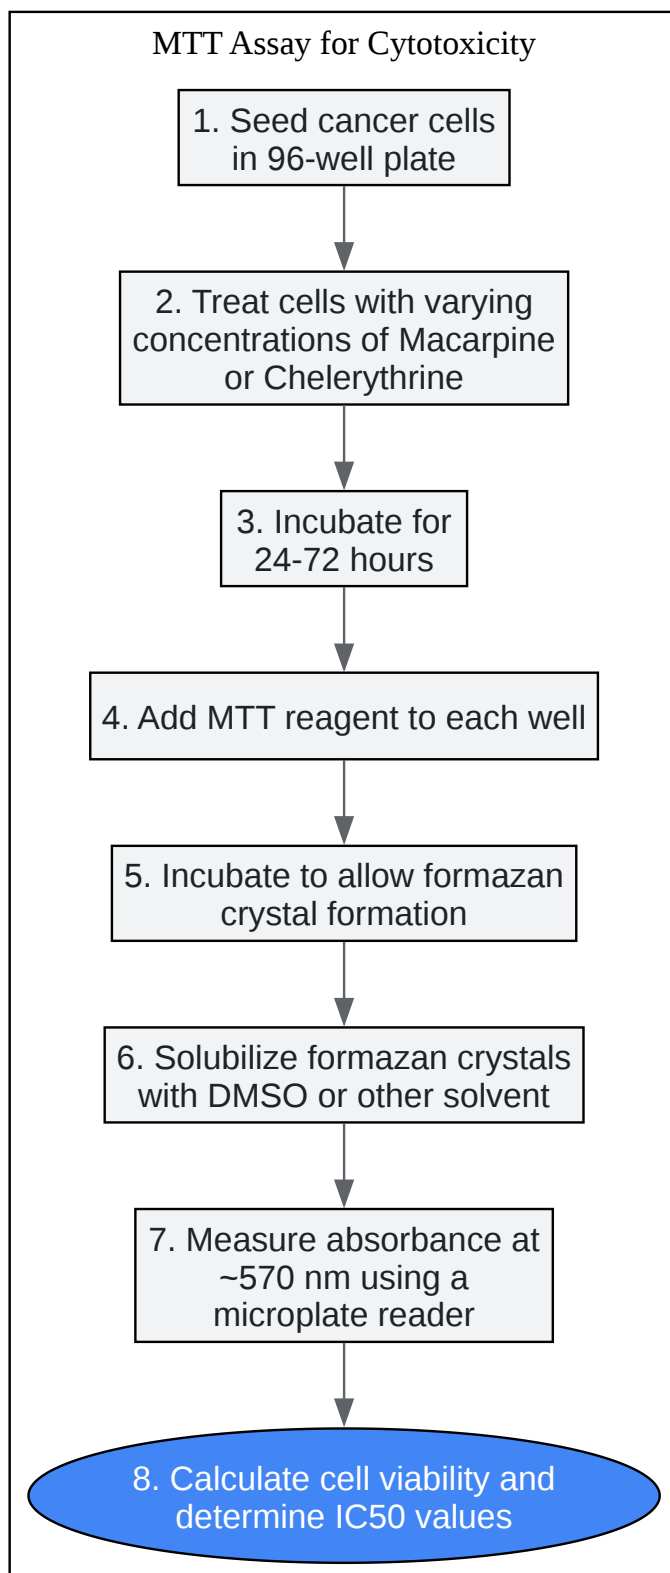 MTT Assay for Cytotoxicity
1. Seed cancer cells
in 96-well plate
2. Treat cells with varying
concentrations of Macarpine
or Chelerythrine
3. Incubate for
24-72 hours
4. Add MTT reagent to each well
5. Incubate to allow formazan
crystal formation
6. Solubilize formazan crystals
with DMSO or other solvent
7. Measure absorbance at
~570 nm using a
microplate reader
8. Calculate cell viability and
determine IC50 values